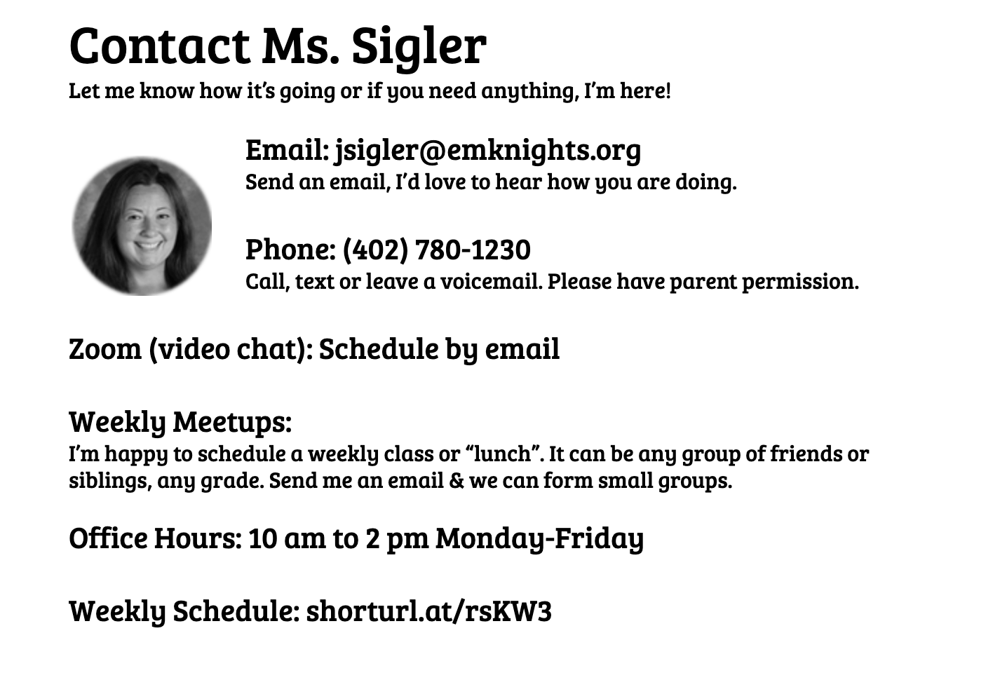 Contact Ms. Sigler
Let me know how it’s going or if you need anything, I’m here!
Email: jsigler@emknights.org
Send an email, I’d love to hear how you are doing.
Phone: (402) 780-1230
Call, text or leave a voicemail. Please have parent permission.
Zoom (video chat): Schedule by email
Weekly Meetups:
I’m happy to schedule a weekly class or “lunch”. It can be any group of friends or
siblings, any grade. Send me an email & we can form small groups.
Office Hours: 10 am to 2 pm Monday-Friday
Weekly Schedule: shorturl.at/rsKW3